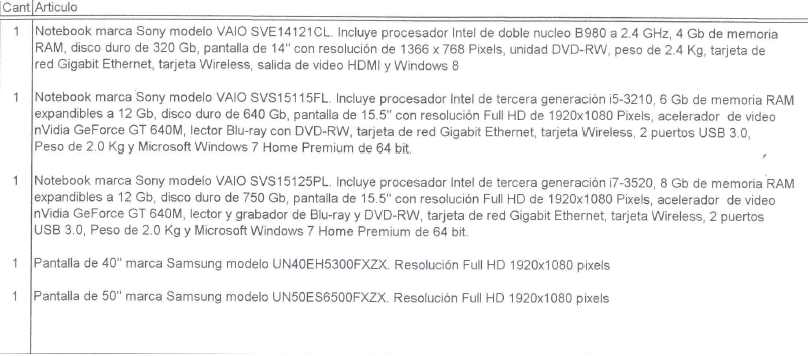 Cant Articulo
1 Notebook marca Sony modelo VAIO SVE14121CL. Incluye procesador Intel de doble nucleo B980 a 2.4 GHz, 4 Gb de memoria
RAM, disco duro de 320 Gb, pantalla de 14" con resolución de 1366 x 768 Pixels, unidad DVD-RW, peso de 2.4 Kg, tarjeta de
red Gigabit Ethernet, tarjeta Wireless, salida de video HDMI y Windows 8
1 Notebook marca Sony modelo VAIO SVS15115FL. Incluye procesador Intel de tercera generación i5-3210, 6 Gb de memoria RAM
expandibles a 12 Gb, disco duro de 640 Gb, pantalla de 15.5" con resolución Full HD de 1920x1080 Pixels, acelerador de video
nVidia GeForce GT 640M, lector Blu-ray con DVD-RW, tarjeta de red Gigabit Ethernet, tarjeta Wireless, 2 puertos USB 3.0,
Peso de 2.0 Kg y Microsoft Windows 7 Home Premium de 64 bit.
1 Notebook marca Sony modelo VAIO SVS15125PL. Incluye procesador Intel de tercera generación i7-3520, 8 Gb de memoria RAM
expandibles a 12 Gb, disco duro de 750 Gb, pantalla de 15.5" con resolución Full HD de 1920x1080 Pixels, acelerador de video
nVidia GeForce GT 640M, lector y grabador de Blu-ray y DVD-RW, tarjeta de red Gigabit Ethernet, tarjeta Wireless, 2 puertos
USB 3.0, Peso de 2.0 Kg y Microsoft Windows 7 Home Premium de 64 bit.
1 Pantalla de 40" marca Samsung modelo UN40EH5300FXZX. Resolución Full HD 1920x1080 pixels
1 Pantalla de 50" marca Samsung modelo UN50ES6500FXZX. Resolución Full HD 1920x1080 pixels